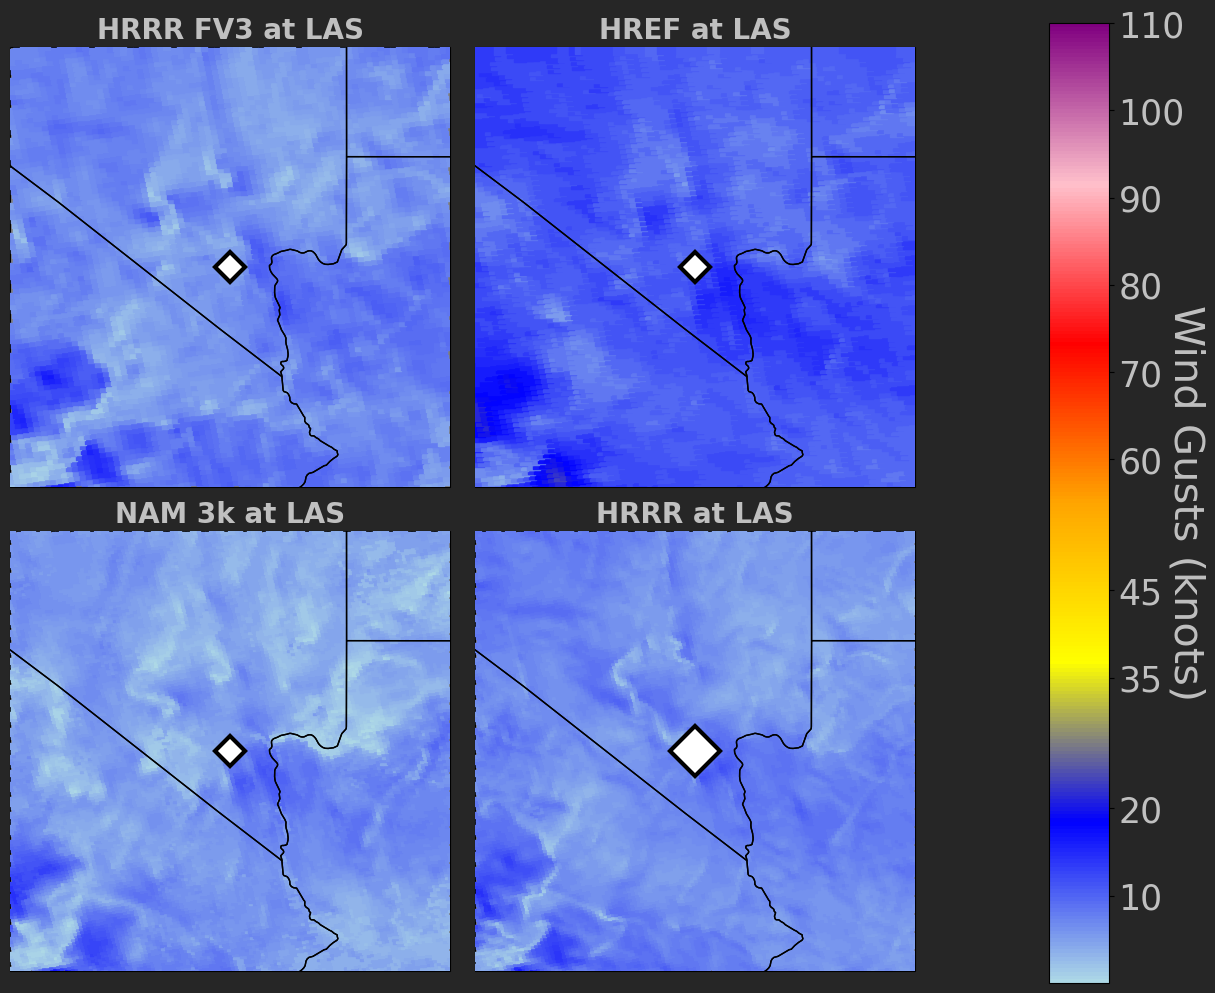 HRRR FV3 at LAS
HREF at LAS
NAM 3k at LAS
HRRR at LAS
110
100
90
80
70
60
45
35
20
10
Wind Gusts (knots)